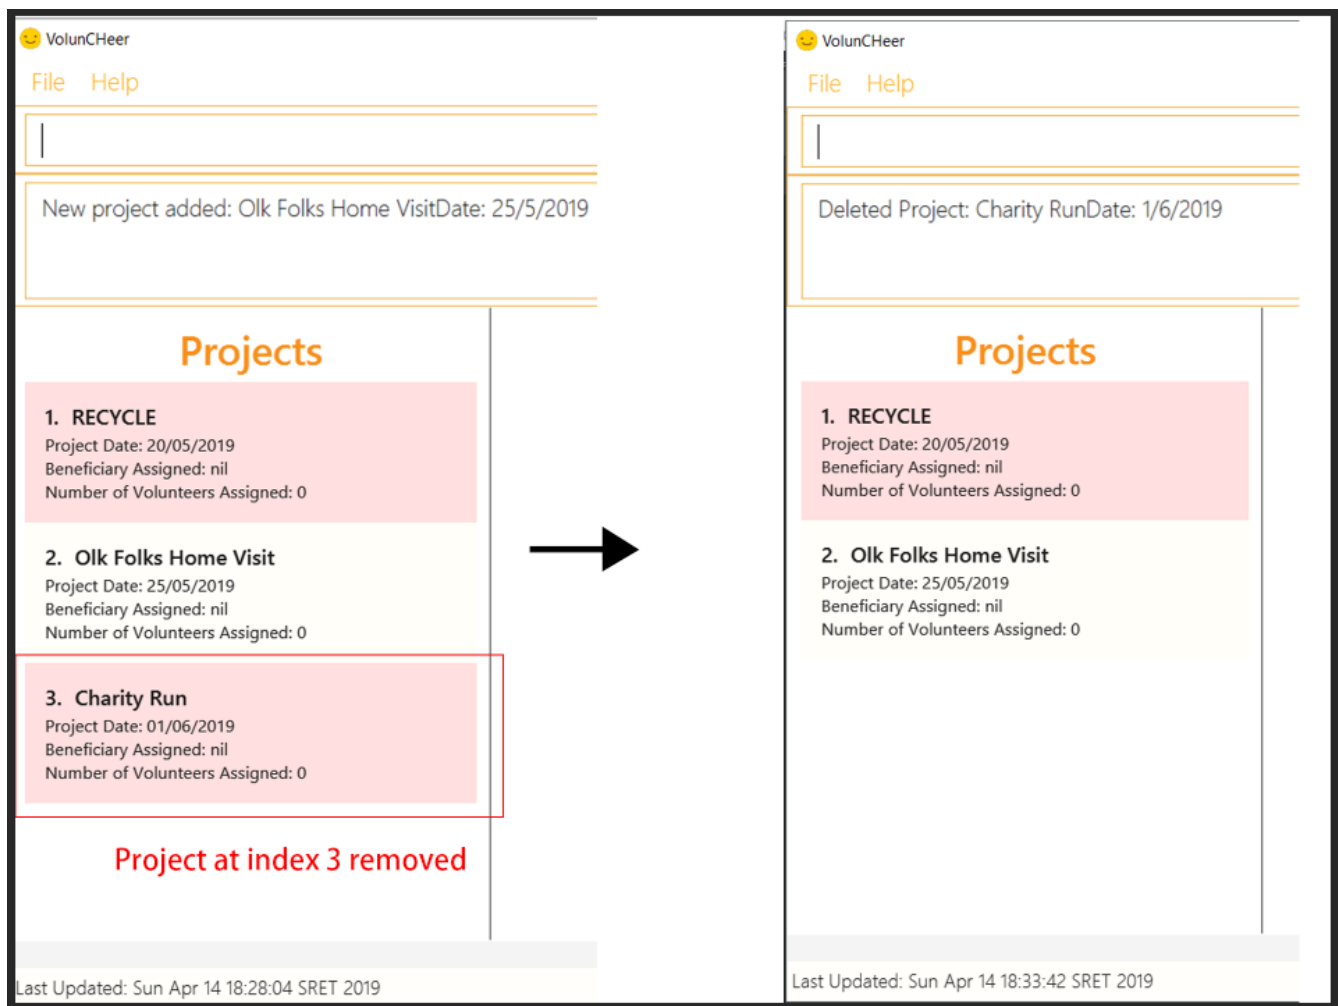 VolunCHeer
File Help
New project added: Olk Folks Home VisitDate: 25/5/2019
Projects
1. RECYCLE
Project Date: 20/05/2019
Beneficiary Assigned: nil
Number of Volunteers Assigned: 0
2. Olk Folks Home Visit
Project Date: 25/05/2019
Beneficiary Assigned: nil
Number of Volunteers Assigned: 0
3. Charity Run
Project Date: 01/06/2019
Beneficiary Assigned: nil
Number of Volunteers Assigned: 0
Project at index 3 removed
Last Updated: Sun Apr 14 18:28:04 SRET 2019
VolunCHeer
File Help
Deleted Project: Charity RunDate: 1/6/2019
Projects
1. RECYCLE
Project Date: 20/05/2019
Beneficiary Assigned: nil
Number of Volunteers Assigned: 0
2. Olk Folks Home Visit
Project Date: 25/05/2019
Beneficiary Assigned: nil
Number of Volunteers Assigned: 0
Last Updated: Sun Apr 14 18:33:42 SRET 2019